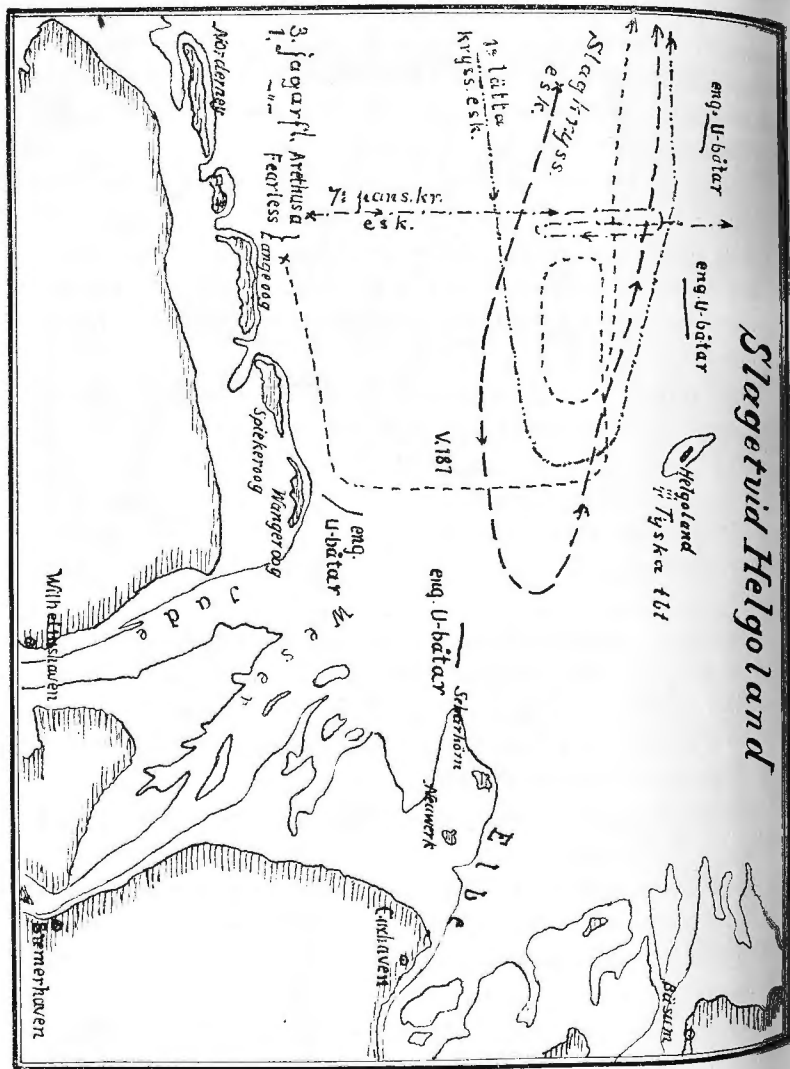 Slaget vid Helgoland
eng. U-båtar
eng. U-båtar
Helgoland
Tyska tbt
Slagkryss.
esk.
1:a lätta
kryss. esk.
7:e pans.kr.
esk.
V.187
3. jagarfl. Arethusa
1. -"- Fearless
Norderney
Langeoog
Spiekeroog
Wangeroog
eng.
U-båtar
eng. U-båtar
Scharhörn
Neuwerk
Elbe
Weser
Jade
Büsum
Cuxhaven
Wilhelmshaven
Bremerhaven